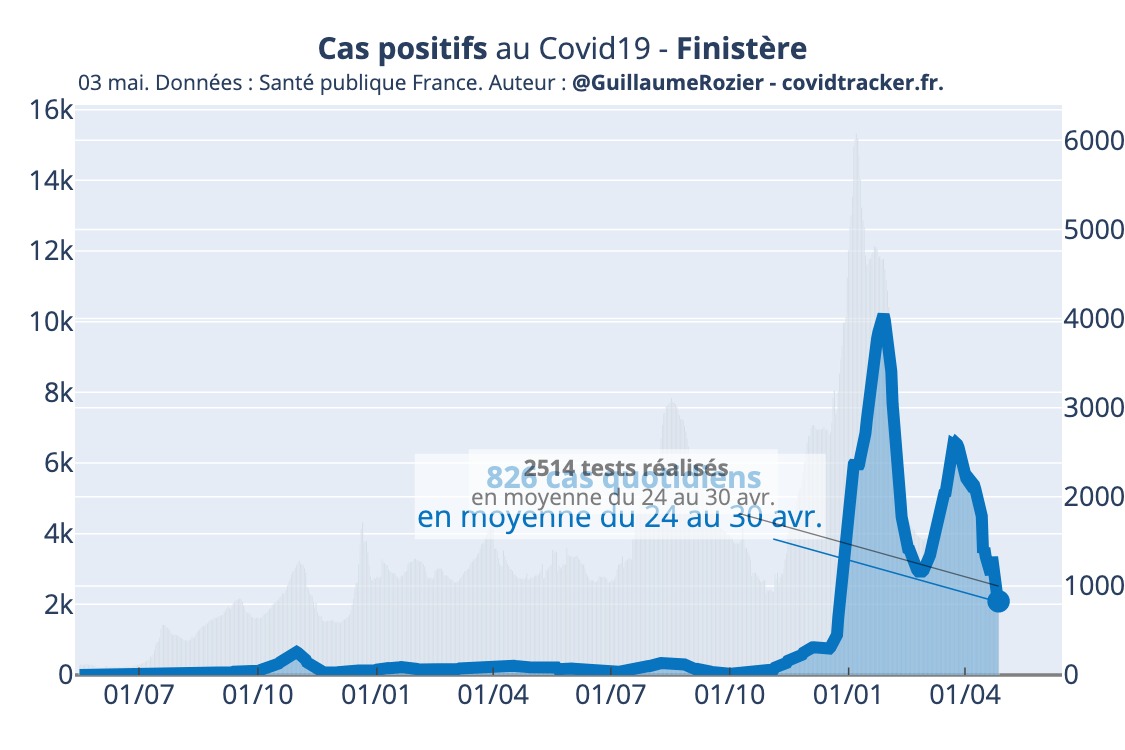 Cas positifs au Covid19 - Finistère
03 mai. Données : Santé publique France. Auteur : @GuillaumeRozier - covidtracker.fr.
16k
14k
12k
10k
8k
6k
4k
2k
0
6000
5000
4000
3000
2000
1000
0
2514 tests réalisés
en moyenne du 24 au 30 avr.
826 cas quotidiens
en moyenne du 24 au 30 avr.
01/07 01/10 01/01 01/04 01/07 01/10 01/01 01/04